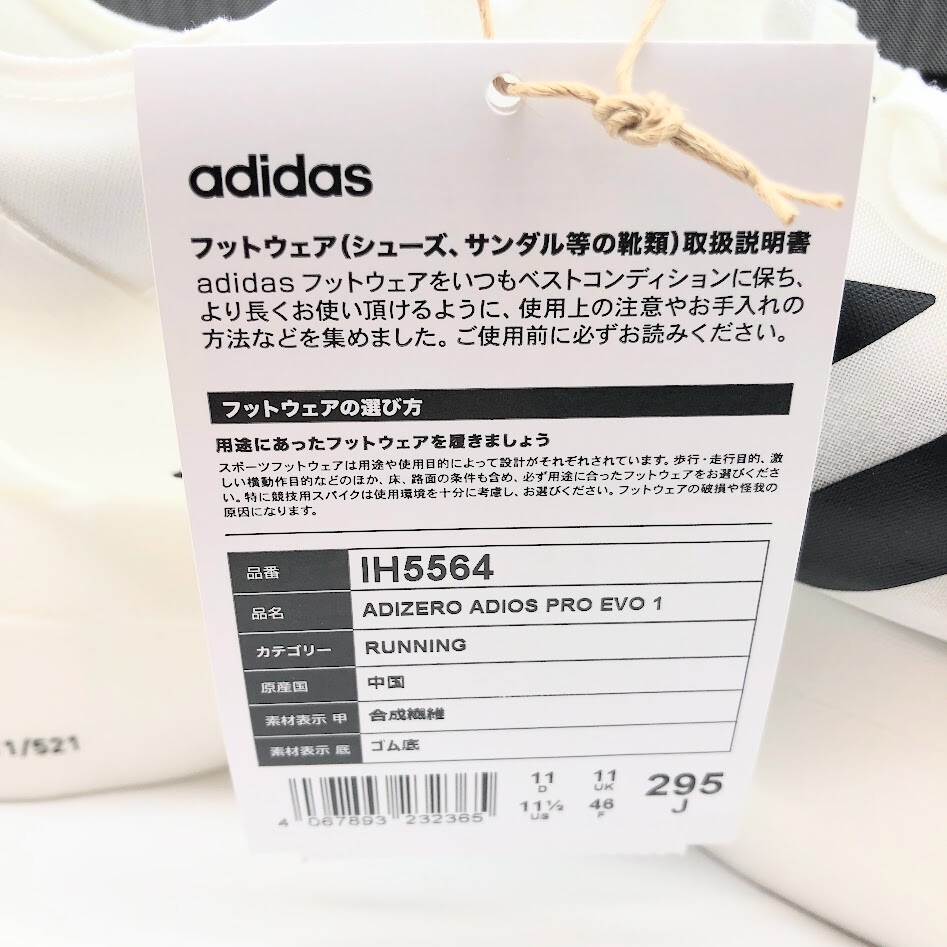 adidas
フットウェア(シューズ、サンダル等の靴類)取扱説明書
adidas フットウェアをいつもベストコンディションに保ち、
より長くお使い頂けるように、使用上の注意やお手入れの
方法などを集めました。ご使用前に必ずお読みください。
フットウェアの選び方
用途にあったフットウェアを履きましょう
スポーツフットウェアは用途や使用目的によって設計がそれぞれされています。歩行・走行目的、激
しい横動作目的などのほか、床、路面の条件も含め、必ず用途に合ったフットウェアをお選びくださ
い。特に競技用スパイクは使用環境を十分に考慮し、お選びください。フットウェアの破損や怪我の
原因になります。
品番 IH5564
品名 ADIZERO ADIOS PRO EVO 1
カテゴリー RUNNING
原産国 中国
素材表示 甲 合成繊維
素材表示 底 ゴム底
11 11 295
D UK J
11½ 46
US F
4 067893 232365
1/521